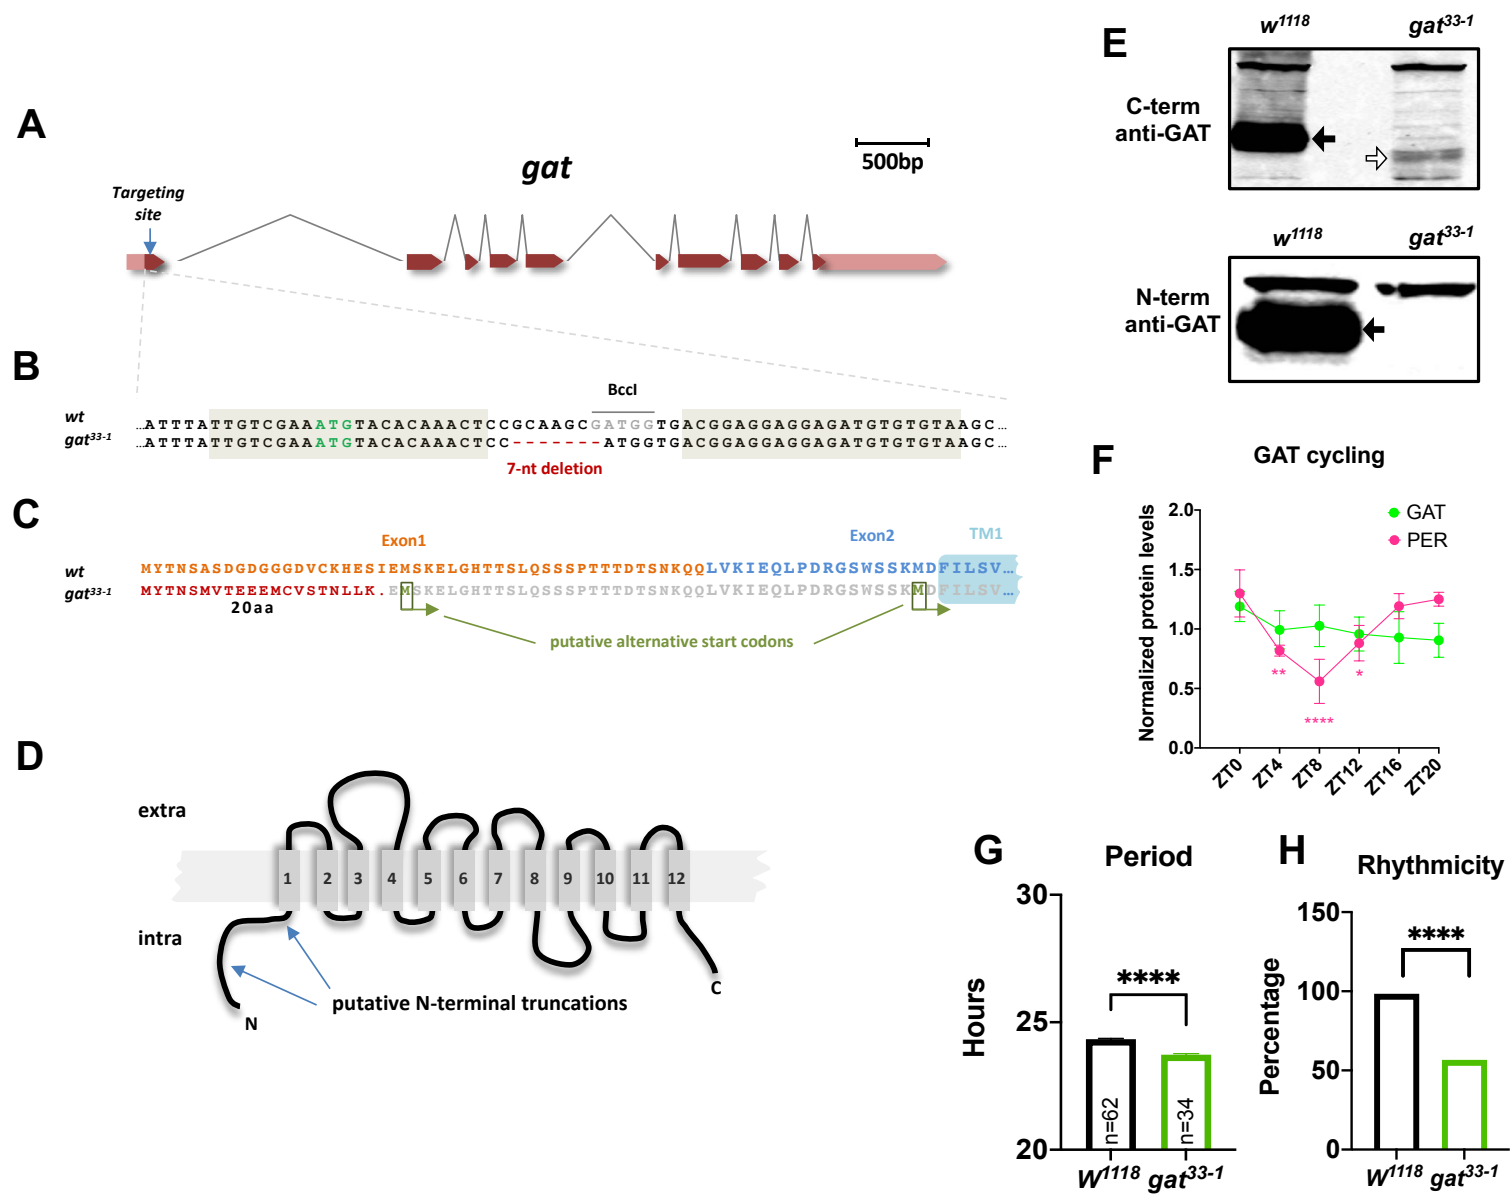 A
gat
500bp
Targeting
site
B
BccI
wt
…ATTTATTGTCGAAATGTACACAAACTCCGCAAGCGATGGTGACGGAGGAGGAGATGTGTGTAAGC…
gat33-1
…ATTTATTGTCGAAATGTACACAAACTCC-------ATGGTGACGGAGGAGGAGATGTGTGTAAGC…
7-nt deletion
C
Exon1
Exon2
TM1
wt
MYTNSASDGDGGGDVCKHESIEMSKELGHTTSLQSSSPTTTDTSNKQQLVKIEQLPDRGSWSSKMDFILSV…
gat33-1
MYTNSMVTEEEMCVSTNLLK.EMSKELGHTTSLQSSSPTTTDTSNKQQLVKIEQLPDRGSWSSKMDFILSV…
20aa
putative alternative start codons
D
extra
1 2 3 4 5 6 7 8 9 10 11 12
intra
putative N-terminal truncations
N
C
E
w1118 gat33-1
C-term
anti-GAT
w1118 gat33-1
N-term
anti-GAT
F
GAT cycling
Normalized protein levels
2.0
1.5
1.0
0.5
0.0
GAT
PER
**
****
*
ZT0 ZT4 ZT8 ZT12 ZT16 ZT20
G
Period
Hours
30
25
20
****
n=62
n=34
W1118 gat33-1
H
Rhythmicity
Percentage
150
100
50
0
****
W1118 gat33-1